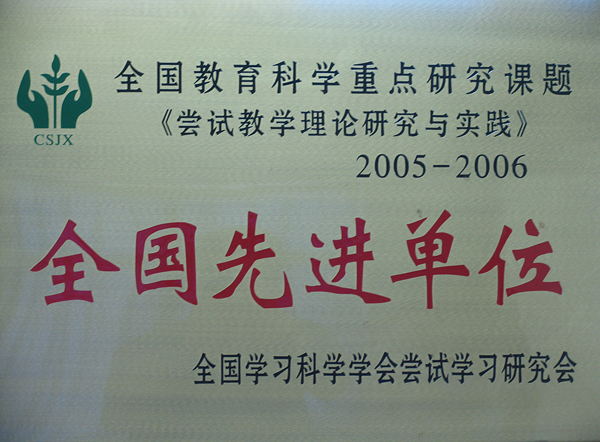 全国教育科学重点研究课题
《尝试教学理论研究与实践》
CSJX
2005-2006
全国先进单位
全国学习科学学会尝试学习研究会